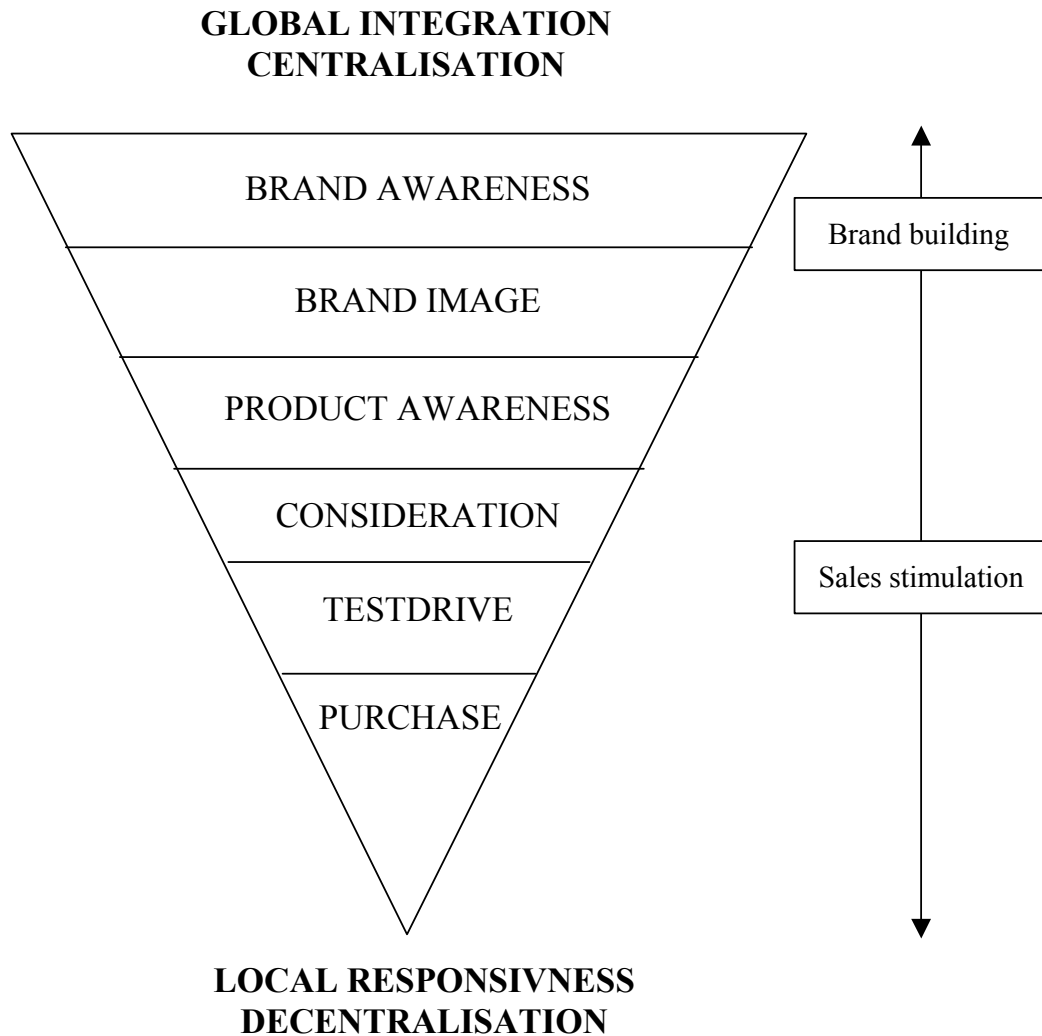 GLOBAL INTEGRATION
CENTRALISATION
BRAND AWARENESS
Brand building
BRAND IMAGE
PRODUCT AWARENESS
CONSIDERATION
Sales stimulation
TESTDRIVE
PURCHASE
LOCAL RESPONSIVNESS
DECENTRALISATION